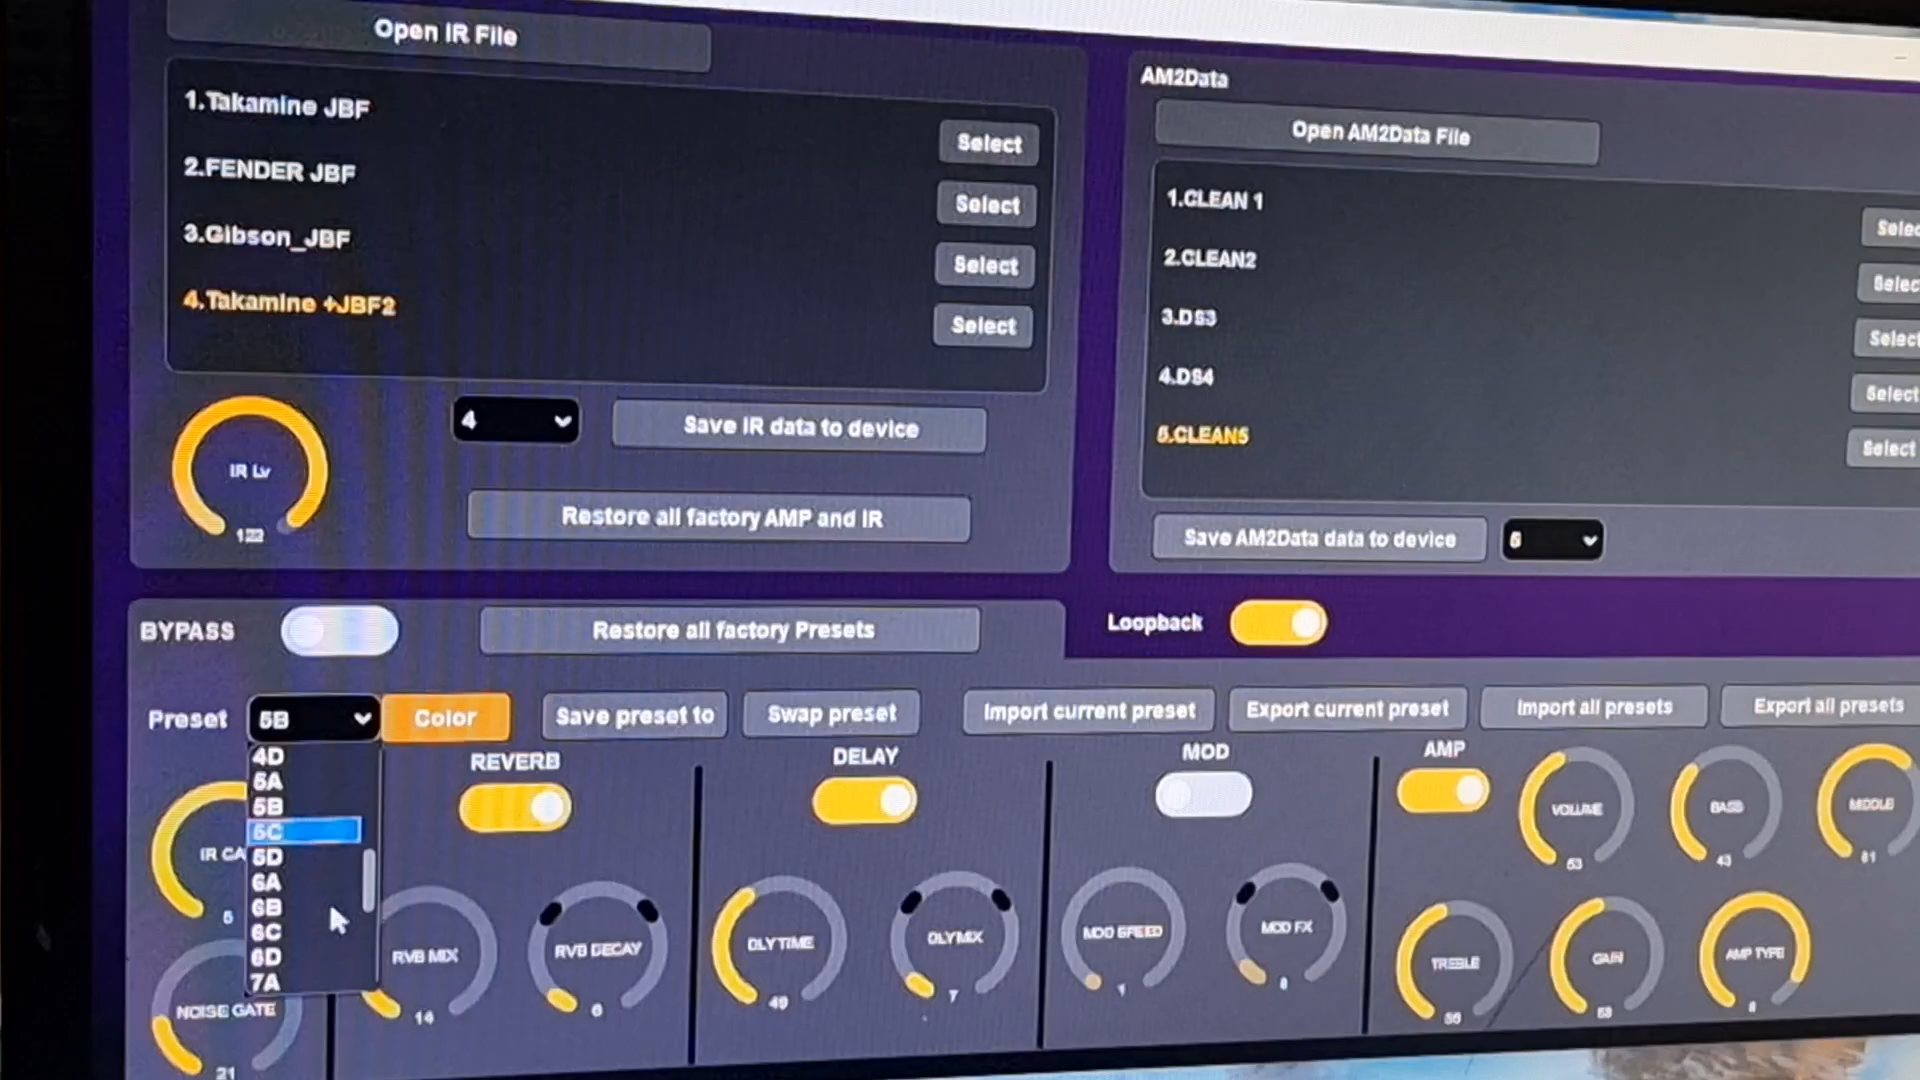 Open IR File
1.Takamine JBF
Select
2.FENDER JBF
Select
3.Gibson_JBF
Select
4.Takamine +JBF2
Select
IR Lv
122
4
Save IR data to device
Restore all factory AMP and IR
AM2Data
Open AM2Data File
1.CLEAN 1
Selec
2.CLEAN2
Selec
3.DS3
Select
4.DS4
Select
5.CLEAN5
Select
Save AM2Data data to device
5
BYPASS
Restore all factory Presets
Loopback
Preset
5B
Color
Save preset to
Swap preset
Import current preset
Export current preset
Import all presets
Export all presets
4D
5A
5B
5C
5D
6A
6B
6C
6D
7A
IR CA
5
NOISE GATE
21
REVERB
RVB MIX
14
RVB DECAY
6
DELAY
DLY TIME
49
DLY MIX
7
MOD
MOD SPEED
1
MOD FX
AMP
VOLUME
53
BASS
43
MIDDLE
81
TREBLE
GAIN
AMP TYPE